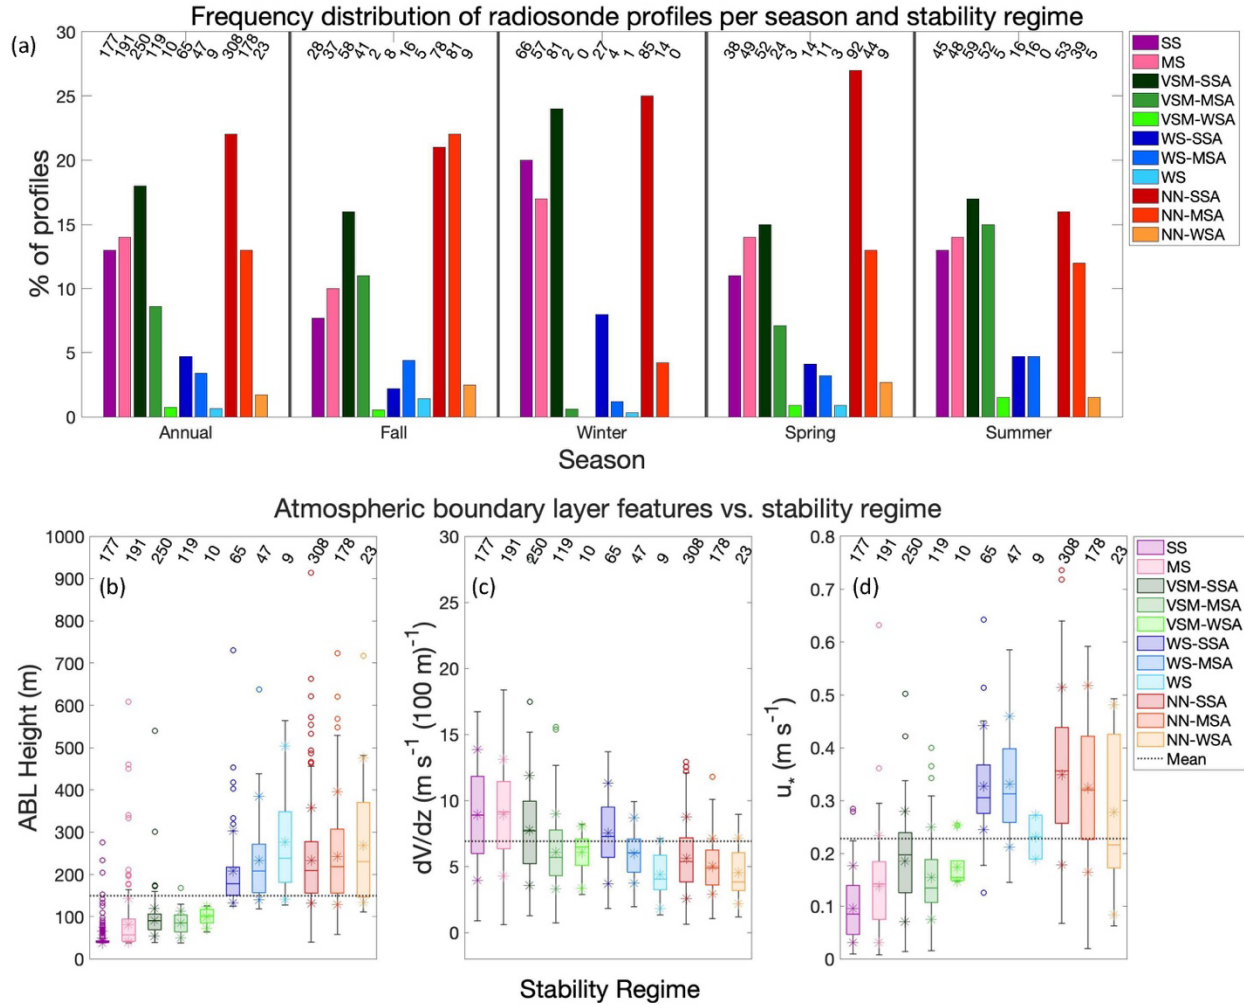 Frequency distribution of radiosonde profiles per season and stability regime
(a)
30
25
20
15
10
5
0
% of profiles
177 191 250 119 10 65 47 9 308 178 23
28 37 58 41 2 8 16 5 78 81 9
66 57 81 2 0 27 4 1 85 14 0
38 49 52 24 3 14 11 3 92 44 9
45 48 59 52 5 16 16 0 53 39 5
Annual Fall Winter Spring Summer
Season
SS
MS
VSM-SSA
VSM-MSA
VSM-WSA
WS-SSA
WS-MSA
WS
NN-SSA
NN-MSA
NN-WSA
Atmospheric boundary layer features vs. stability regime
(b)
177 191 250 119 10 65 47 9 308 178 23
1000
900
800
700
600
500
400
300
200
100
0
ABL Height (m)
(c)
177 191 250 119 10 65 47 9 308 178 23
30
25
20
15
10
5
0
dV/dz (m s⁻¹ (100 m)⁻¹)
(d)
177 191 250 119 10 65 47 9 308 178 23
0.8
0.7
0.6
0.5
0.4
0.3
0.2
0.1
0
u* (m s⁻¹)
Stability Regime
SS
MS
VSM-SSA
VSM-MSA
VSM-WSA
WS-SSA
WS-MSA
WS
NN-SSA
NN-MSA
NN-WSA
Mean